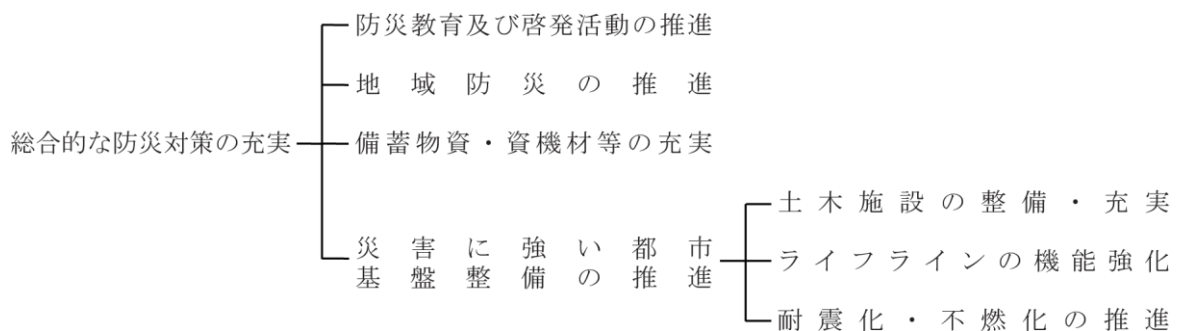 総合的な防災対策の充実
防災教育及び啓発活動の推進
地域防災の推進
備蓄物資・資機材等の充実
災害に強い都市
基盤整備の推進
土木施設の整備・充実
ライフラインの機能強化
耐震化・不燃化の推進